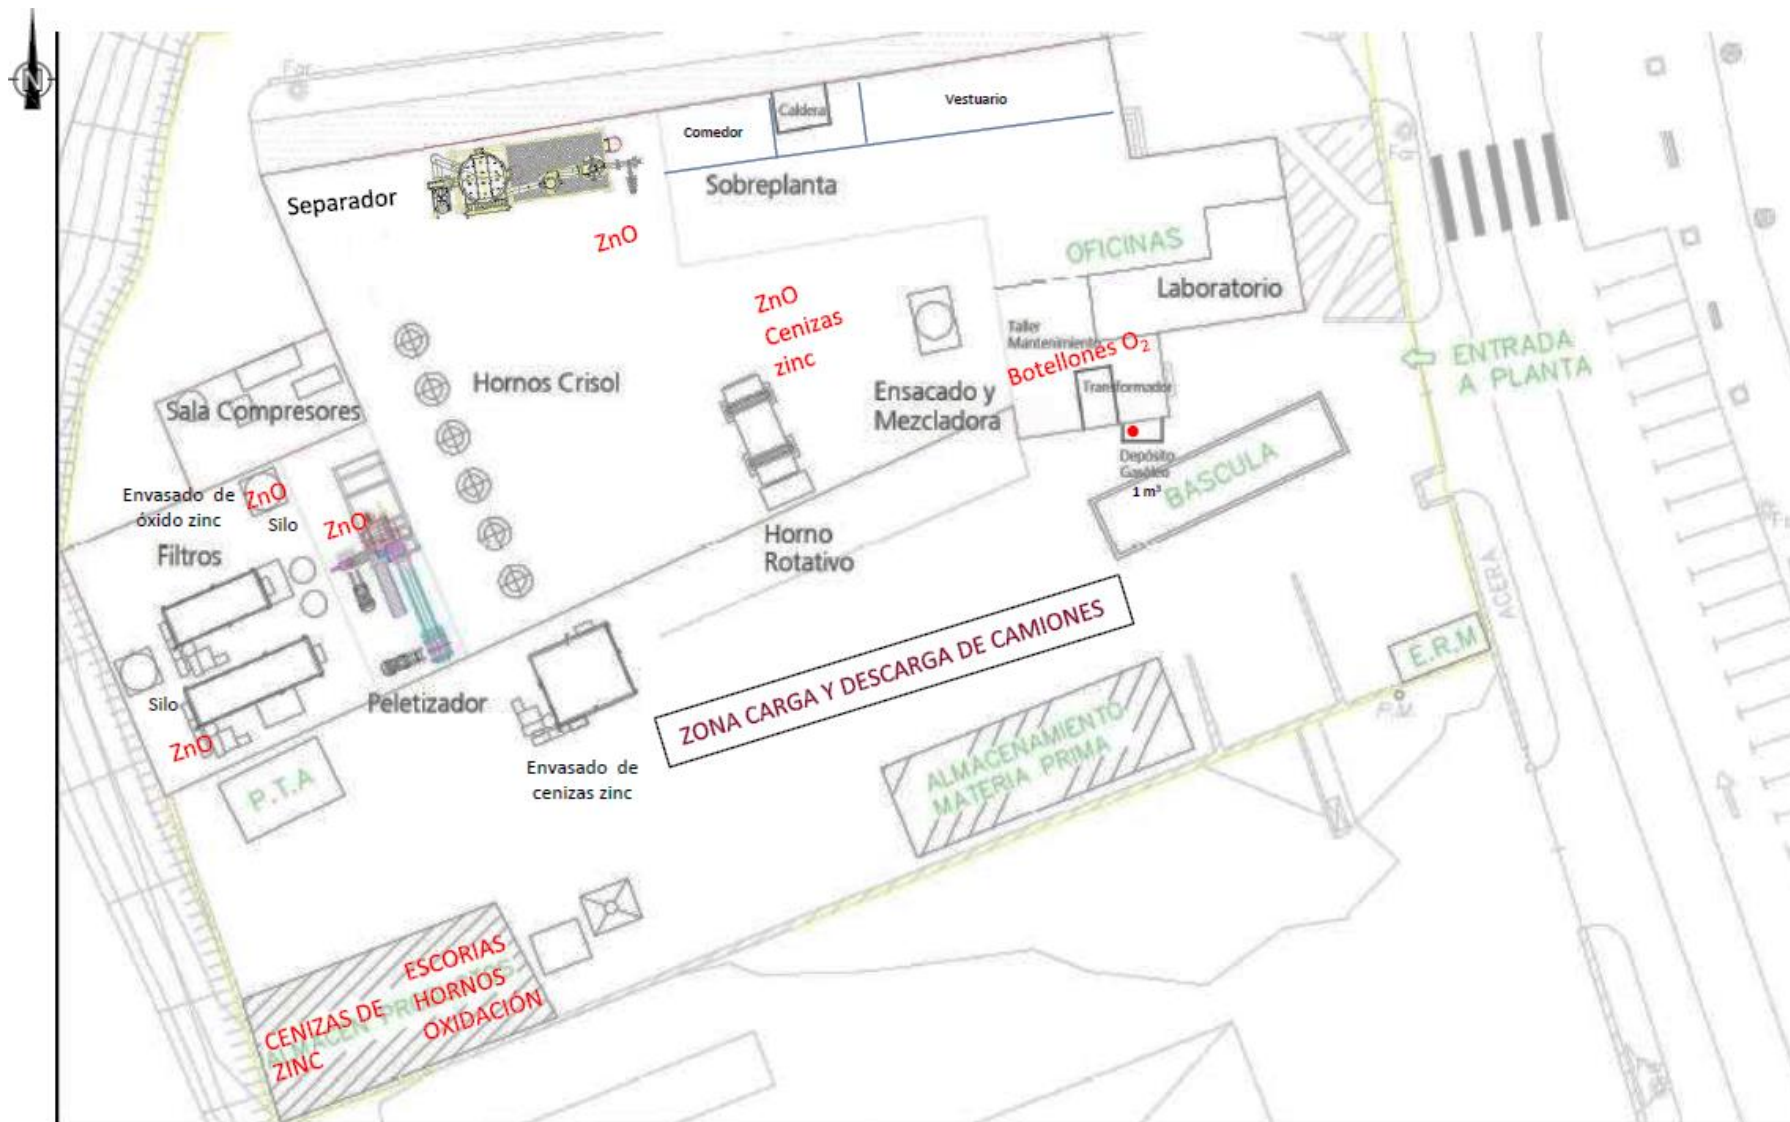 N
Far
Caldera
Vestuario
Comedor
Sobreplanta
Separador
ZnO
OFICINAS
Laboratorio
ZnO
Cenizas
zinc
Taller
Mantenimiento
Botellones O₂
Transformador
ENTRADA
A PLANTA
Hornos Crisol
Ensacado y
Mezcladora
Sala Compresores
Depósito
Gasóleo
1 m³
BASCULA
Envasado de
óxido zinc
ZnO
Silo
ZnO
Filtros
Horno
Rotativo
ACERA
ZONA CARGA Y DESCARGA DE CAMIONES
E.R.M
Peletizador
Silo
ZnO
P.T.A
Envasado de
cenizas zinc
ALMACENAMIENTO
MATERIA PRIMA
ESCORIAS
HORNOS
OXIDACIÓN
CENIZAS DE
ZINC